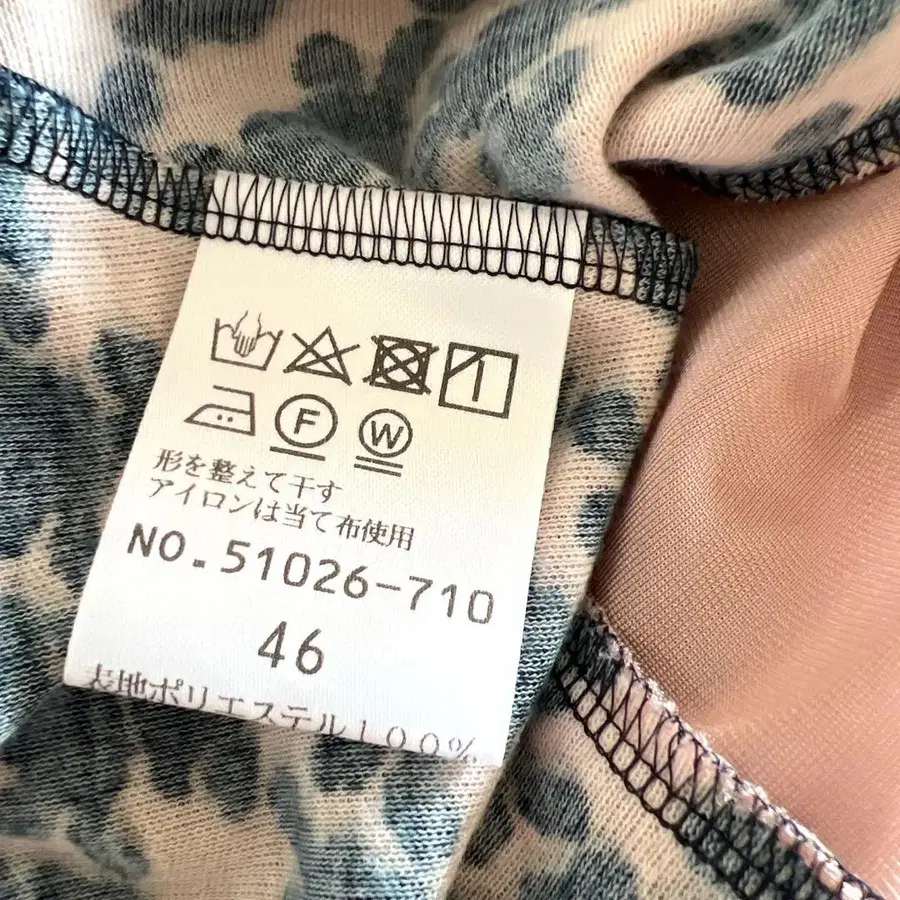 F W
形を整えて干す
アイロンは当て布使用
NO.51026-710
46
表地ポリエステル100%